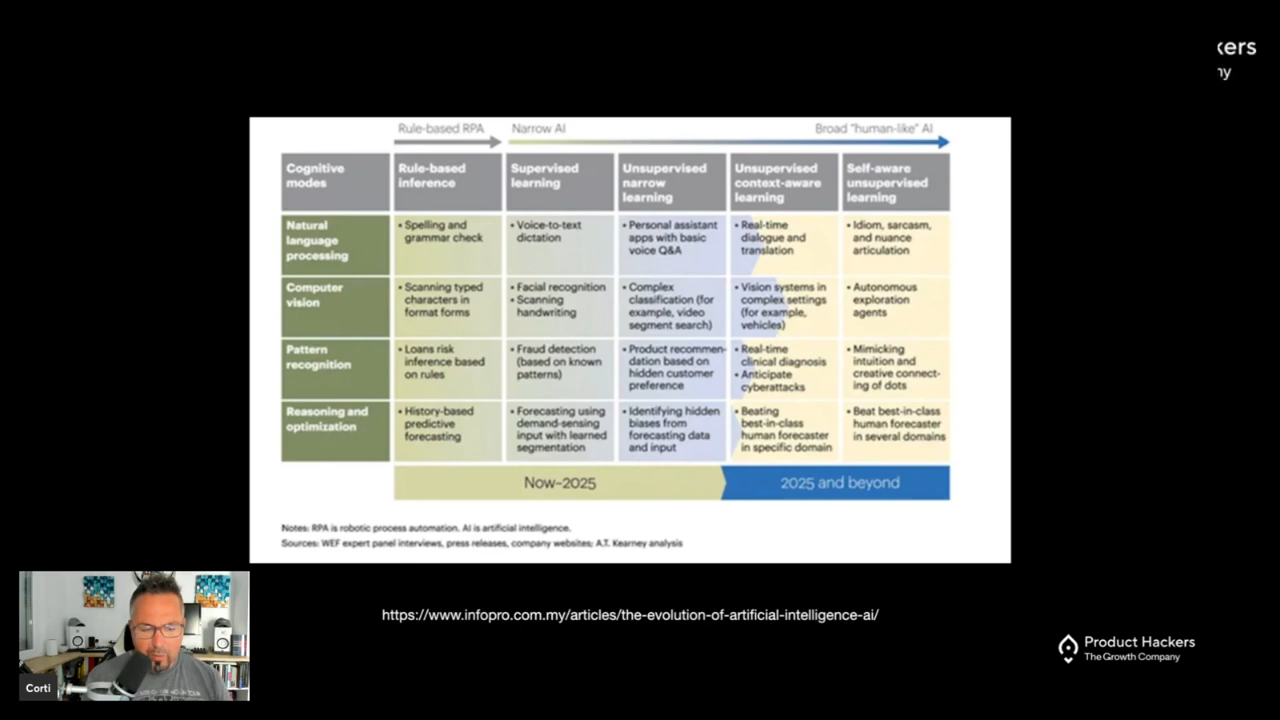 kers
ny
Rule-based RPA
Narrow AI
Broad "human-like" AI
Cognitive
modes
Rule-based
inference
Supervised
learning
Unsupervised
narrow
learning
Unsupervised
context-aware
learning
Self-aware
unsupervised
learning
Natural
language
processing
• Spelling and
grammar check
• Voice-to-text
dictation
• Personal assistant
apps with basic
voice Q&A
• Real-time
dialogue and
translation
• Idiom, sarcasm,
and nuance
articulation
Computer
vision
• Scanning typed
characters in
format forms
• Facial recognition
• Scanning
handwriting
• Complex
classification (for
example, video
segment search)
• Vision systems in
complex settings
(for example,
vehicles)
• Autonomous
exploration
agents
Pattern
recognition
• Loans risk
inference based
on rules
• Fraud detection
(based on known
patterns)
• Product recommen-
dation based on
hidden customer
preference
• Real-time
clinical diagnosis
• Anticipate
cyberattacks
• Mimicking
intuition and
creative connect-
ing of dots
Reasoning and
optimization
• History-based
predictive
forecasting
• Forecasting using
demand-sensing
input with learned
segmentation
• Identifying hidden
biases from
forecasting data
and input
• Beating
best-in-class
human forecaster
in specific domain
• Beat best-in-class
human forecaster
in several domains
Now–2025
2025 and beyond
Notes: RPA is robotic process automation. AI is artificial intelligence.
Sources: WEF expert panel interviews, press releases, company websites; A.T. Kearney analysis
https://www.infopro.com.my/articles/the-evolution-of-artificial-intelligence-ai/
Product Hackers
The Growth Company
Corti